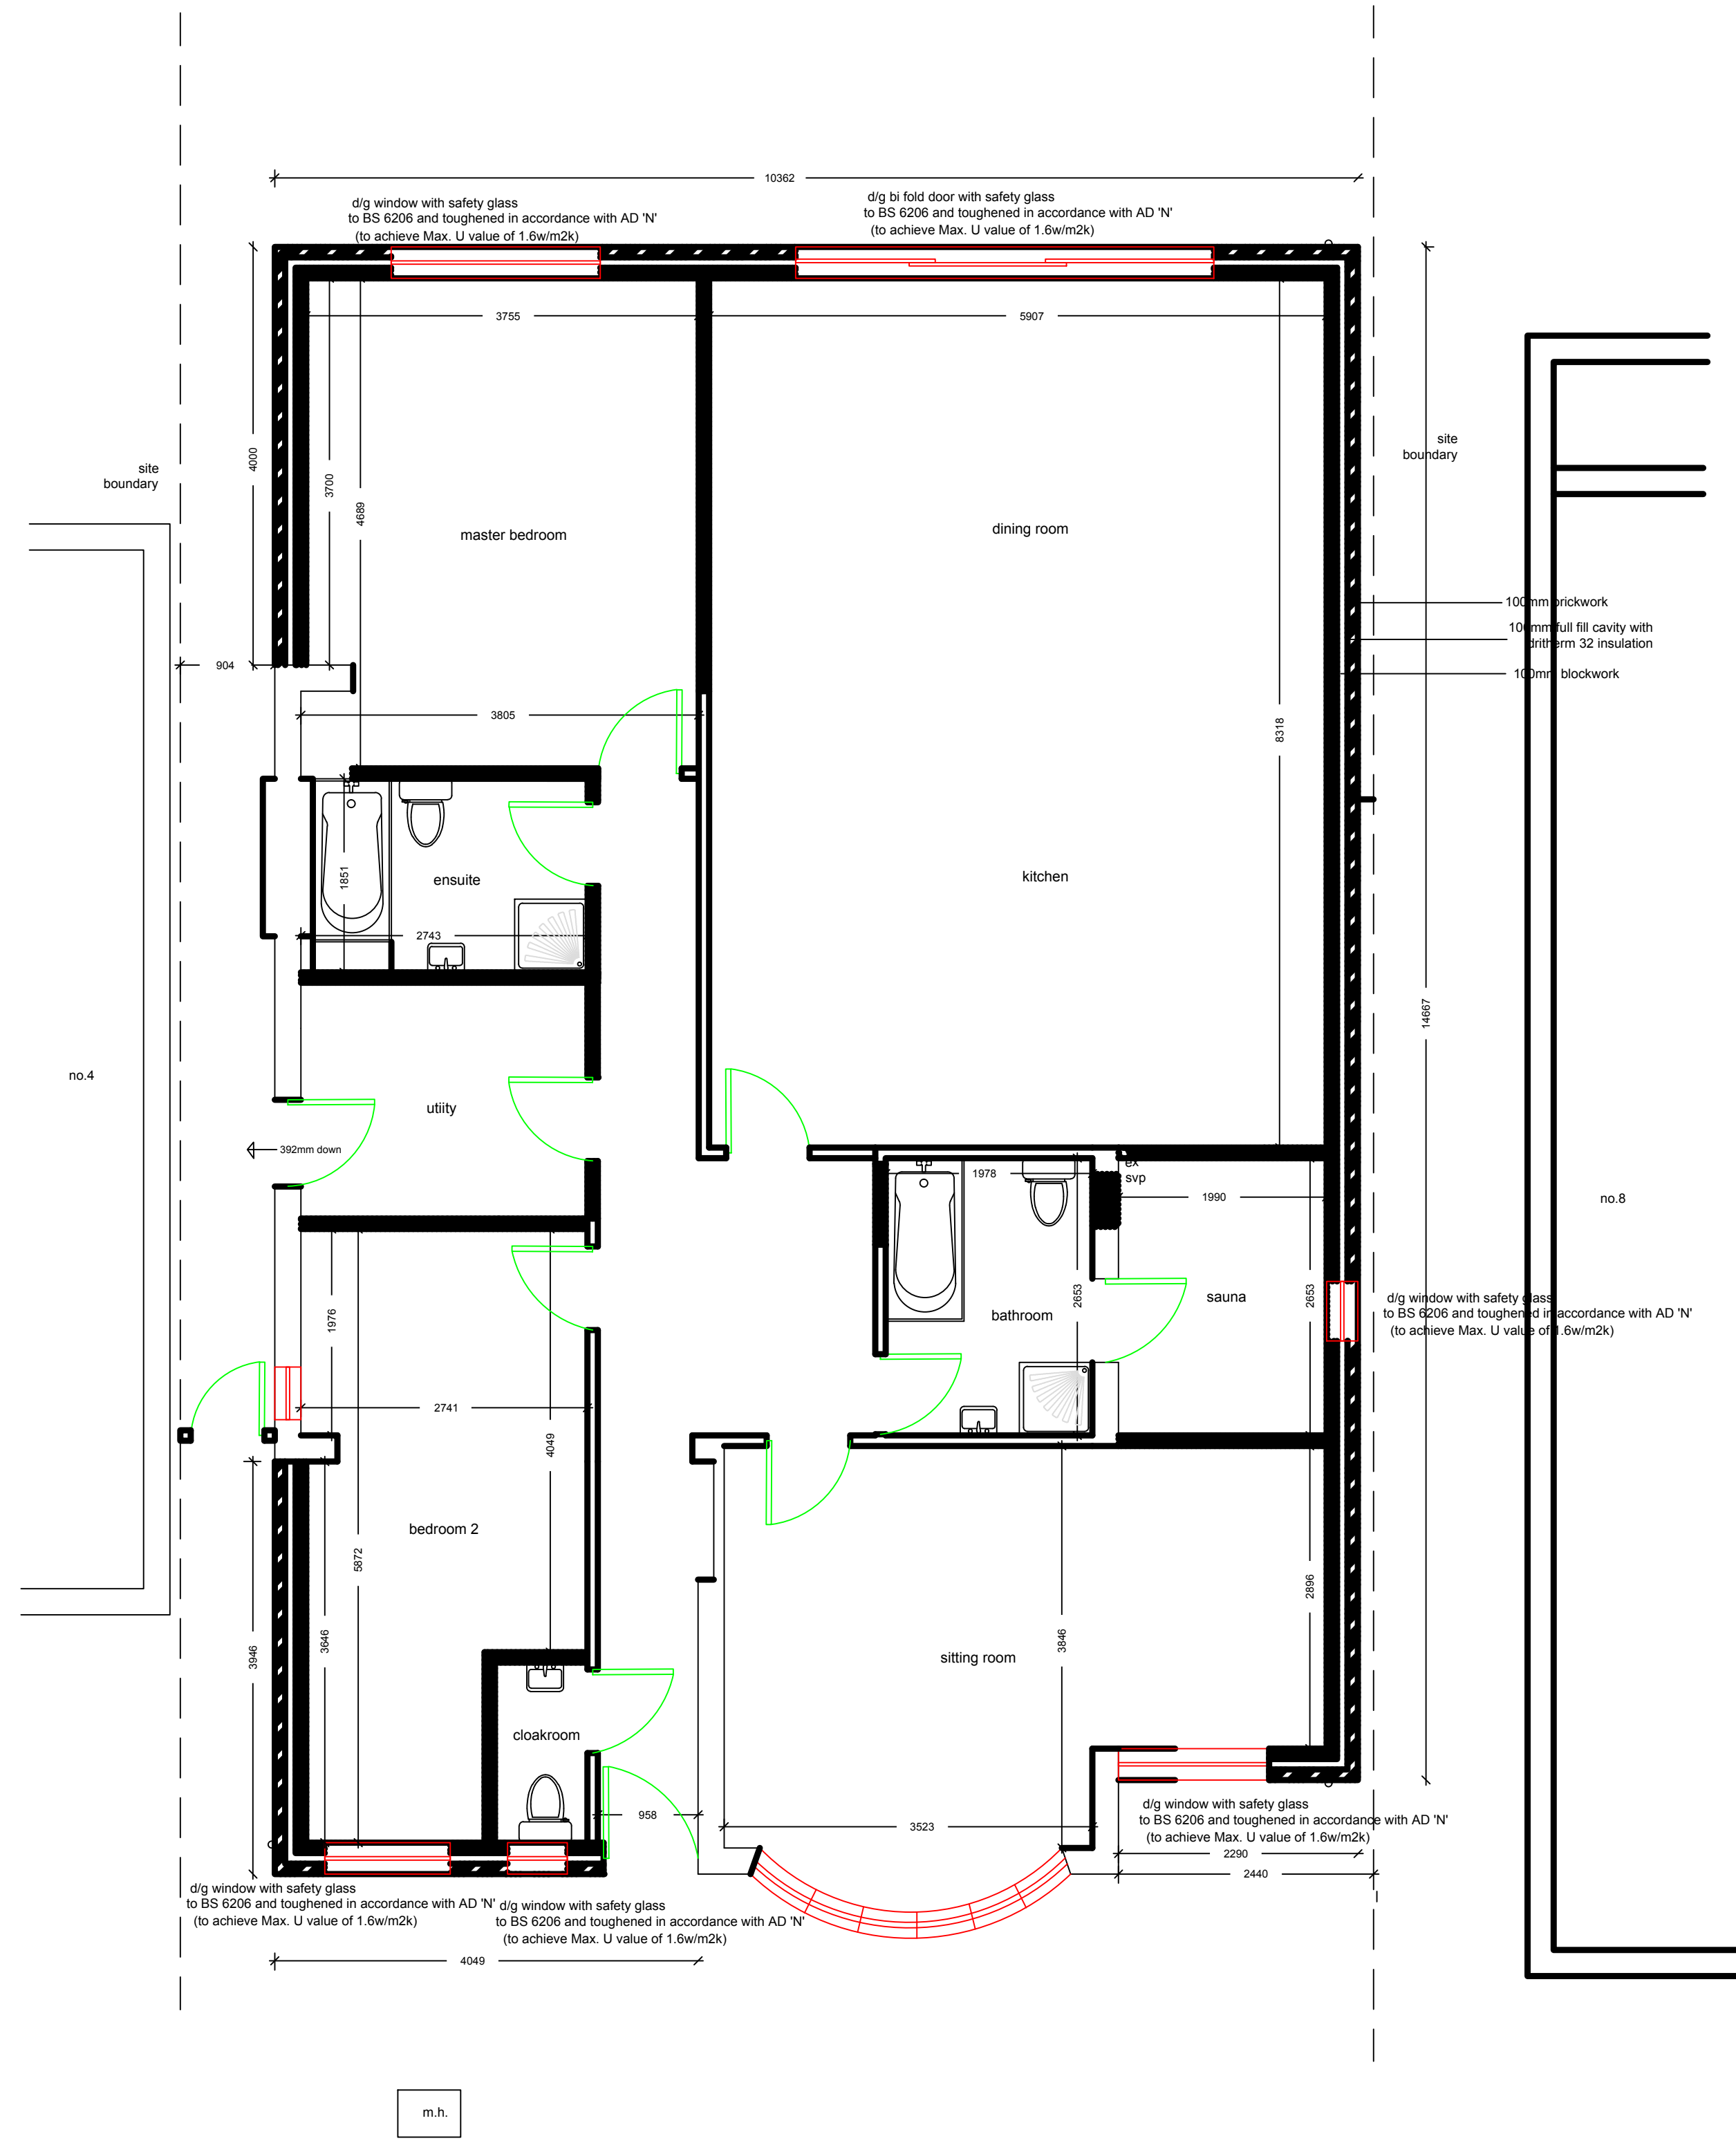 10362
d/g window with safety glass
to BS 6206 and toughened in accordance with AD 'N'
(to achieve Max. U value of 1.6w/m2k)
d/g bi fold door with safety glass
to BS 6206 and toughened in accordance with AD 'N'
(to achieve Max. U value of 1.6w/m2k)
3755
5907
4000
3700
4689
site
boundary
site
boundary
master bedroom
dining room
100mm brickwork
100mm full fill cavity with
dritherm 32 insulation
100mm blockwork
904
3805
8318
1851
ensuite
kitchen
2743
14667
no.4
utiity
392mm down
ex
svp
1978
1990
no.8
1976
2653
2653
bathroom
sauna
d/g window with safety glass
to BS 6206 and toughened in accordance with AD 'N'
(to achieve Max. U value of 1.6w/m2k)
2741
4049
bedroom 2
5872
2896
3646
3946
3846
sitting room
cloakroom
958
3523
d/g window with safety glass
to BS 6206 and toughened in accordance with AD 'N'
(to achieve Max. U value of 1.6w/m2k)
2290
2440
d/g window with safety glass
to BS 6206 and toughened in accordance with AD 'N'
(to achieve Max. U value of 1.6w/m2k)
d/g window with safety glass
to BS 6206 and toughened in accordance with AD 'N'
(to achieve Max. U value of 1.6w/m2k)
4049
m.h.